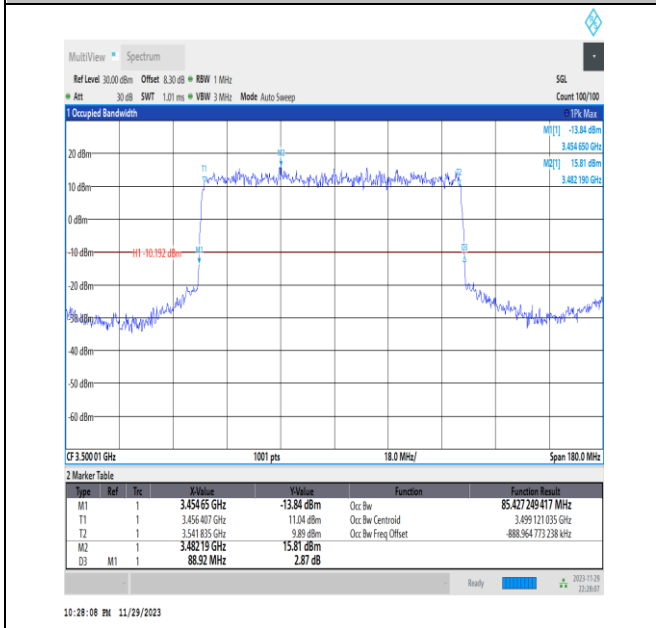 MultiView Spectrum
Ref Level 30.00 dBm Offset 8.30 dB RBW 1 MHz SGL
Att 30 dB SWT 1.01 ms VBW 3 MHz Mode Auto Sweep Count 100/100
1 Occupied Bandwidth 1Pk Max
M1[1] -13.84 dBm
3.454 650 GHz
M2[1] 15.81 dBm
3.482 190 GHz
20 dBm
M2
T1
T2
10 dBm
0 dBm
-10 dBm H1 -10.192 dBm M1 D3
-20 dBm
-30 dBm
-40 dBm
-50 dBm
-60 dBm
CF 3.500 01 GHz 1001 pts 18.0 MHz/ Span 180.0 MHz
2 Marker Table
Type Ref Trc X-Value Y-Value Function Function Result
M1 1 3.454 65 GHz -13.84 dBm Occ Bw 85.427 249 417 MHz
T1 1 3.456 407 GHz 11.04 dBm Occ Bw Centroid 3.499 121 035 GHz
T2 1 3.541 835 GHz 9.89 dBm Occ Bw Freq Offset -888.964 773 238 kHz
M2 1 3.482 19 GHz 15.81 dBm
D3 M1 1 88.92 MHz 2.87 dB
Ready 2023-11-29
22:28:07
10:28:08 PM 11/29/2023